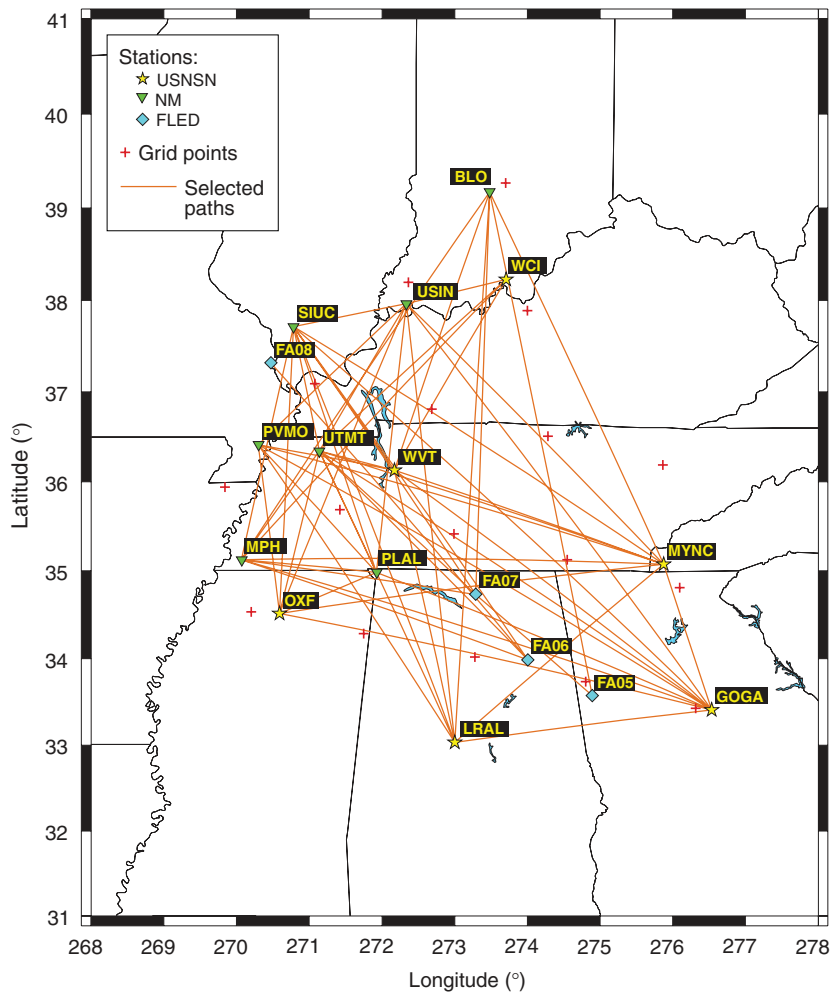 41
40
39
38
37
36
35
34
33
32
31
Latitude (°)
Stations:
USNSN
NM
FLED
Grid points
Selected
paths
BLO
WCI
USIN
SIUC
FA08
PVMO
UTMT
WVT
MPH
PLAL
MYNC
FA07
OXF
FA06
FA05
GOGA
LRAL
268
269
270
271
272
273
274
275
276
277
278
Longitude (°)